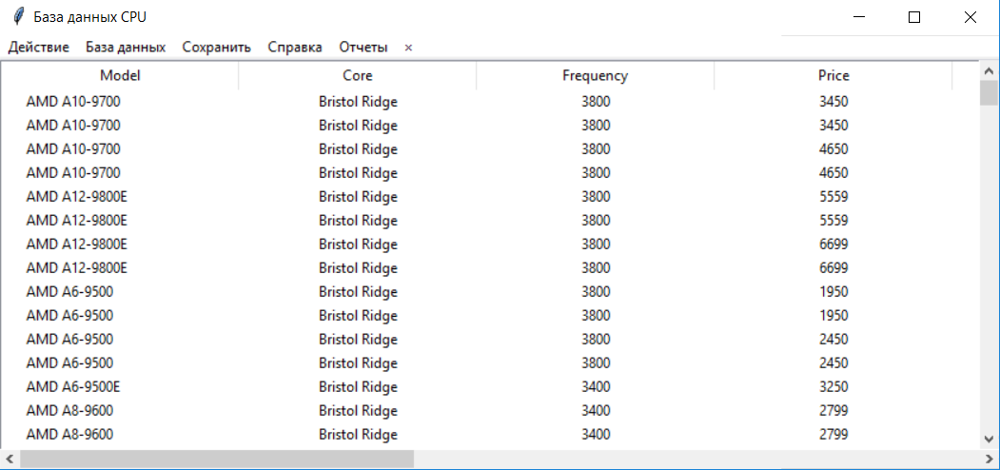 База данных CPU
Действие База данных Сохранить Справка Отчеты ×
Model Core Frequency Price
AMD A10-9700 Bristol Ridge 3800 3450
AMD A10-9700 Bristol Ridge 3800 3450
AMD A10-9700 Bristol Ridge 3800 4650
AMD A10-9700 Bristol Ridge 3800 4650
AMD A12-9800E Bristol Ridge 3800 5559
AMD A12-9800E Bristol Ridge 3800 5559
AMD A12-9800E Bristol Ridge 3800 6699
AMD A12-9800E Bristol Ridge 3800 6699
AMD A6-9500 Bristol Ridge 3800 1950
AMD A6-9500 Bristol Ridge 3800 1950
AMD A6-9500 Bristol Ridge 3800 2450
AMD A6-9500 Bristol Ridge 3800 2450
AMD A6-9500E Bristol Ridge 3400 3250
AMD A8-9600 Bristol Ridge 3400 2799
AMD A8-9600 Bristol Ridge 3400 2799